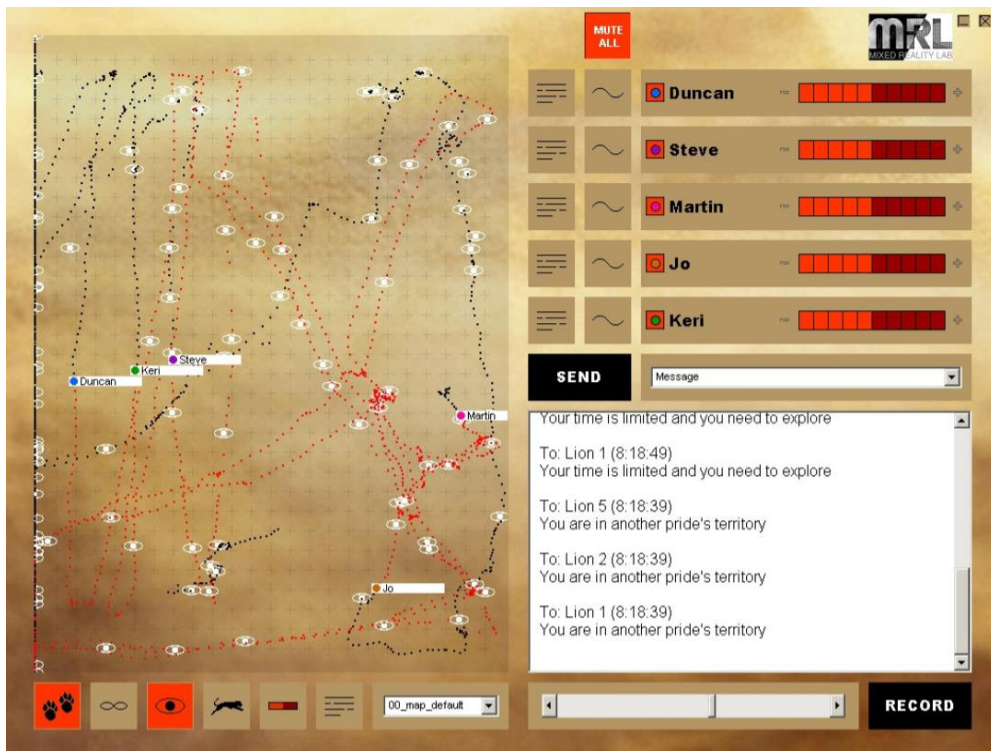 MUTE
ALL
MRL
MIXED REALITY LAB
Duncan
Steve
Martin
Jo
Keri
Steve
Keri
Duncan
Martin
Jo
SEND
Message
Your time is limited and you need to explore
To: Lion 1 (8:18:49)
Your time is limited and you need to explore
To: Lion 5 (8:18:39)
You are in another pride's territory
To: Lion 2 (8:18:39)
You are in another pride's territory
To: Lion 1 (8:18:39)
You are in another pride's territory
00_map_default
RECORD